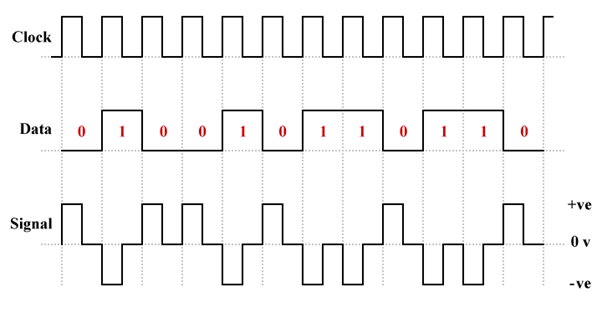 Clock
Data 0 1 0 0 1 0 1 1 0 1 1 0
+ve
Signal
0 v
-ve